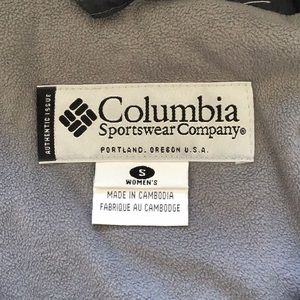 AUTHENTIC ISSUE
Columbia
Sportswear Company®
PORTLAND, OREGON U.S.A.
S
WOMEN'S
MADE IN CAMBODIA
FABRIQUE AU CAMBODGE